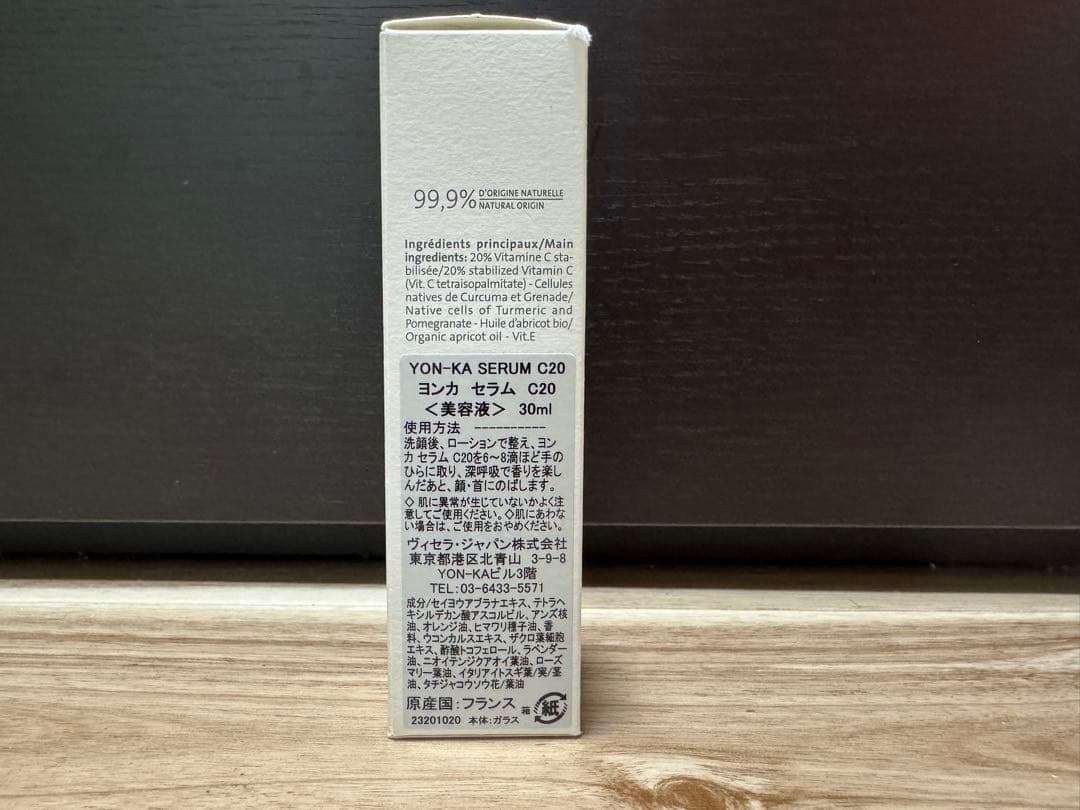 99,9% D'ORIGINE NATURELLE
NATURAL ORIGIN
Ingrédients principaux/Main
ingredients: 20% Vitamine C sta-
bilisée/20% stabilized Vitamin C
(Vit. C tetraisopalmitate) - Cellules
natives de Curcuma et Grenade/
Native cells of Turmeric and
Pomegranate - Huile d'abricot bio/
Organic apricot oil - Vit.E
YON-KA SERUM C20
ヨンカ セラム C20
＜美容液＞ 30ml
使用方法 ----------
洗顔後、ローションで整え、ヨン
カ セラム C20を6〜8滴ほど手の
ひらに取り、深呼吸で香りを楽し
んだあと、顔・首にのばします。
◇肌に異常が生じていないかよく注
意してご使用ください。◇肌にあわな
い場合は、ご使用をおやめください。
ヴィセラ・ジャパン株式会社
東京都港区北青山 3-9-8
YON-KAビル3階
TEL:03-6433-5571
成分/セイヨウアブラナエキス、テトラヘ
キシルデカン酸アスコルビル、アンズ核
油、オレンジ油、ヒマワリ種子油、香
料、ウコンカルスエキス、ザクロ葉細胞
エキス、酢酸トコフェロール、ラベンダー
油、ニオイテンジクアオイ葉油、ローズ
マリー葉油、イタリアイトスギ葉/実/茎
油、タチジャコウソウ花/葉油
原産国:フランス 箱 紙
23201020 本体:ガラス